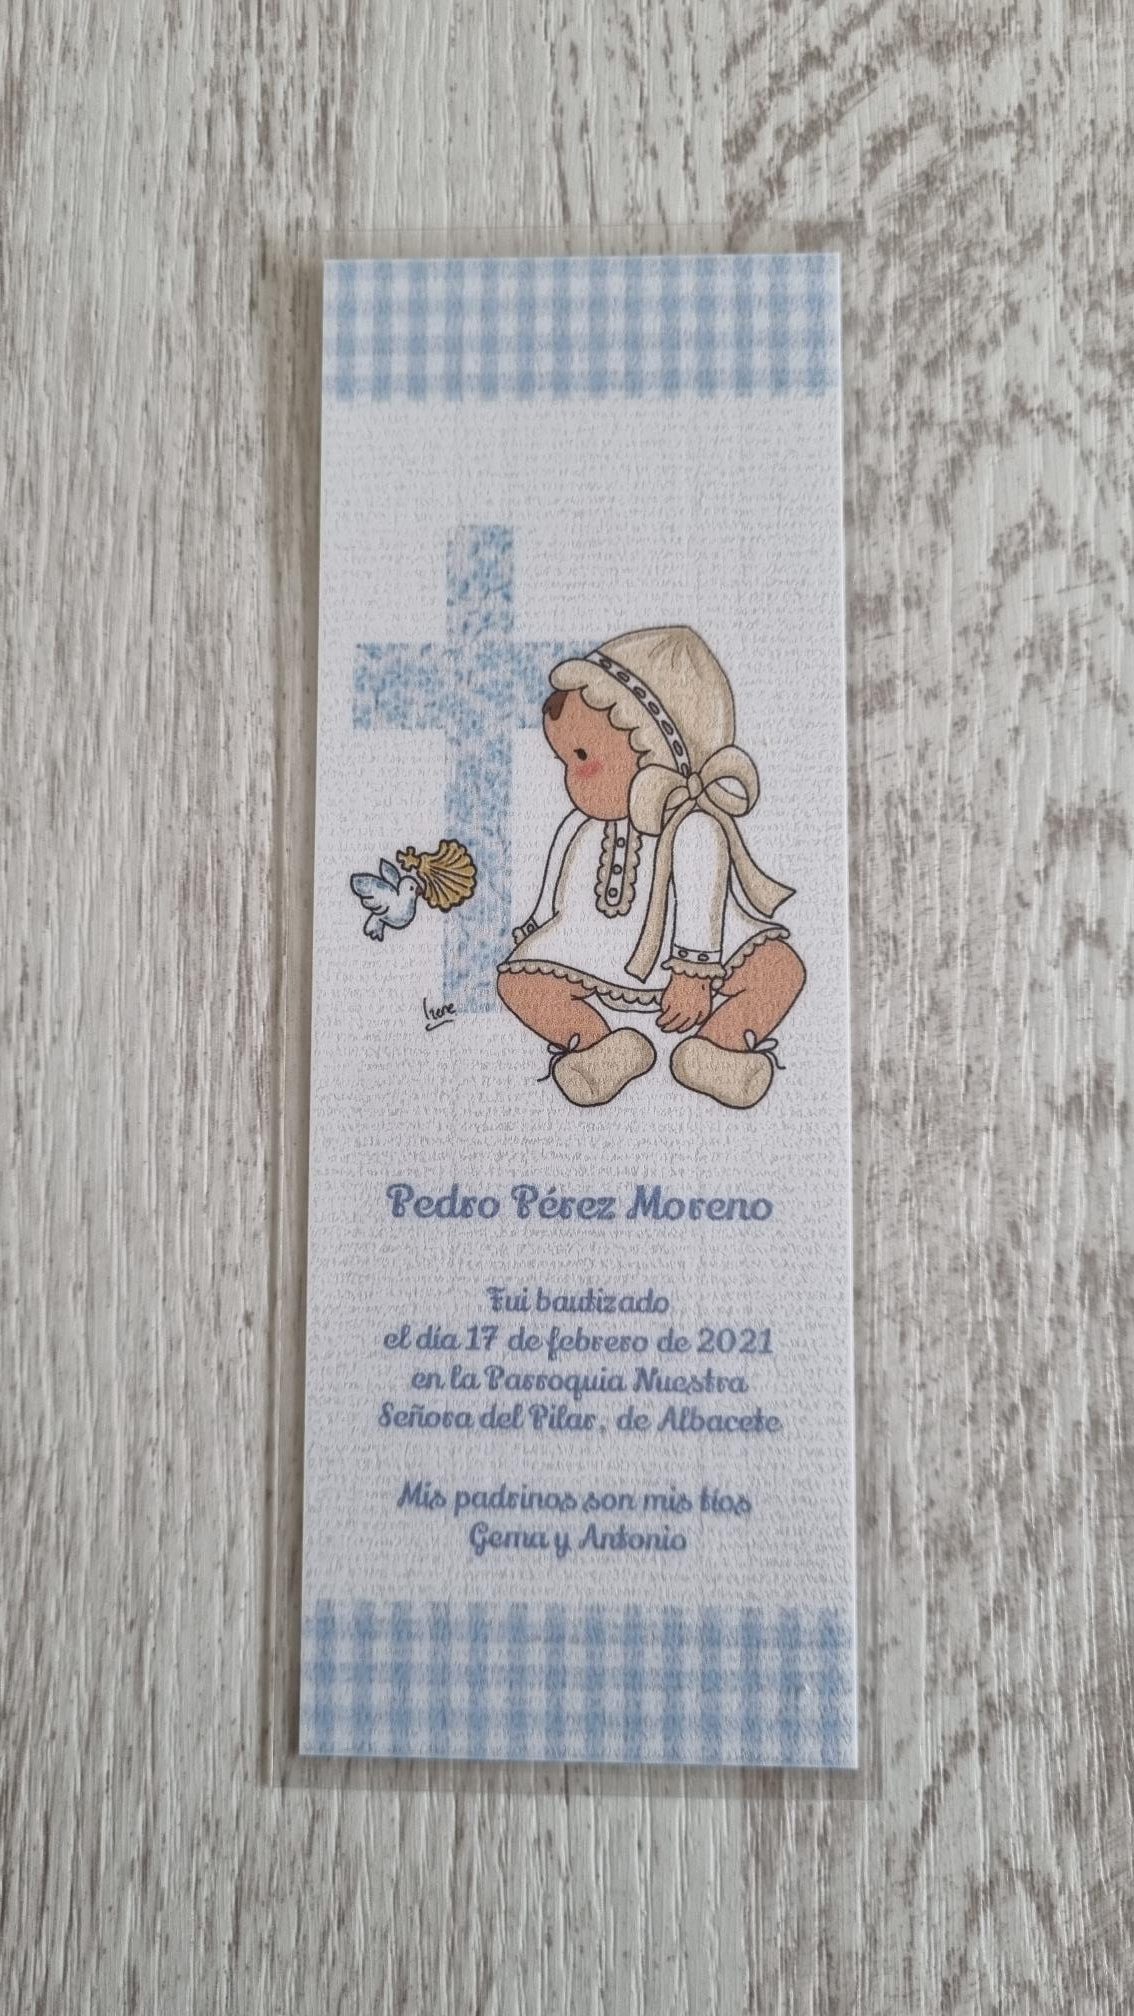 Irene
Pedro Pérez Moreno
Fui bautizado
el día 17 de febrero de 2021
en la Parroquia Nuestra
Señora del Pilar, de Albacete
Mis padrinos son mis tíos
Gema y Antonio